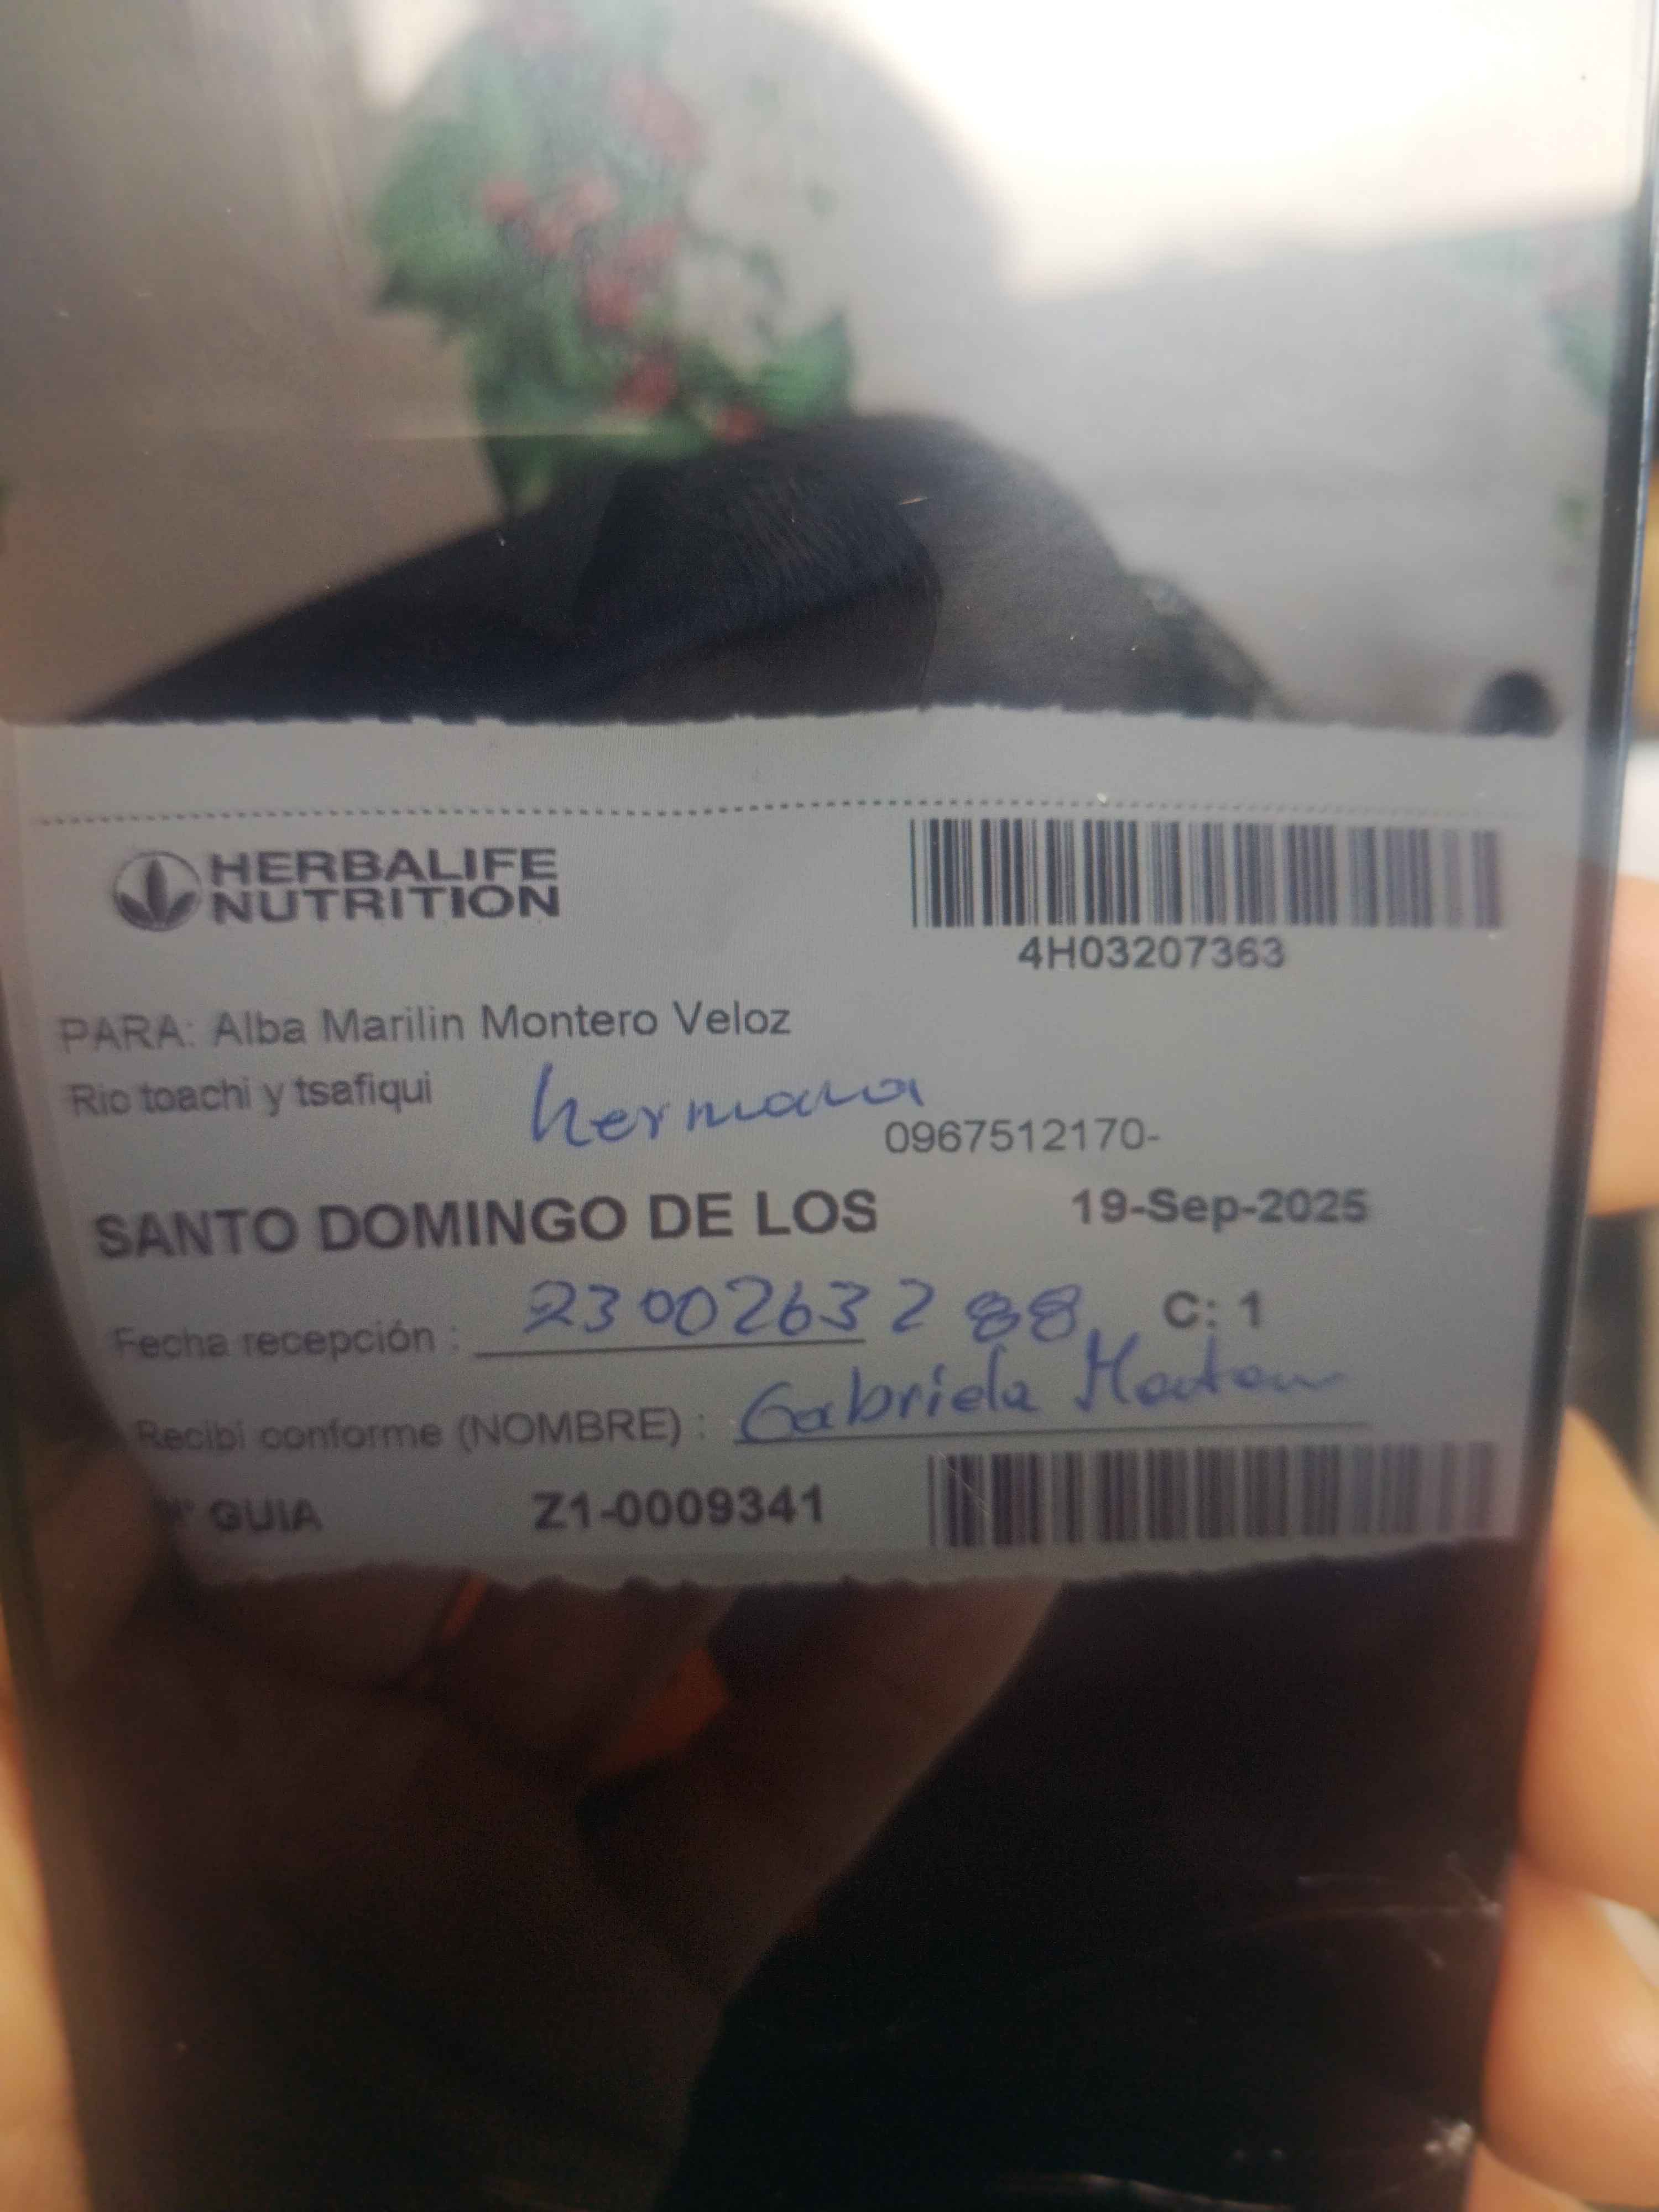 HERBALIFE
NUTRITION
4H03207363
PARA: Alba Marilin Montero Veloz
Rio toachi y tsafiqui
hermana
0967512170-
SANTO DOMINGO DE LOS 19-Sep-2025
Fecha recepción : 2300263288 C: 1
Recibi conforme (NOMBRE) : Gabriela
GUIA Z1-0009341